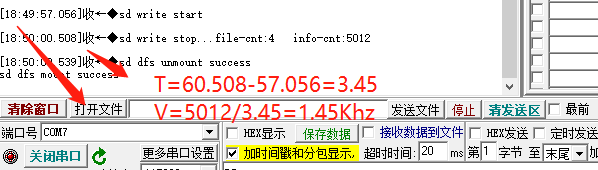 [18:49:57.056]收←◆sd write start
[18:50:00.508]收←◆sd write stop...file-cnt:4 info-cnt:5012
[18:50:0 .539]收←◆sd dfs unmount success
sd dfs mount success
T=60.508-57.056=3.45
V=5012/3.45=1.45Khz
清除窗口 打开文件 发送文件 停止 清发送区 最前
端口号 COM7 HEX显示 保存数据 接收数据到文件 HEX发送 定时发送
关闭串口 更多串口设置 加时间戳和分包显示, 超时时间: 20 ms 第1 字节 至 末尾 加